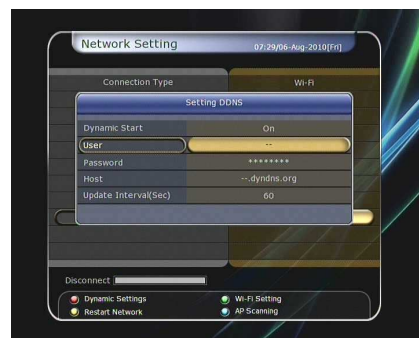 Network Setting 07:29/06-Aug-2010[Fri]
Connection Type Wi-Fi
Setting DDNS
Dynamic Start On
User --
Password ********
Host --.dyndns.org
Update Interval(Sec) 60
Disconnect
Dynamic Settings Wi-Fi Setting
Restart Network AP Scanning